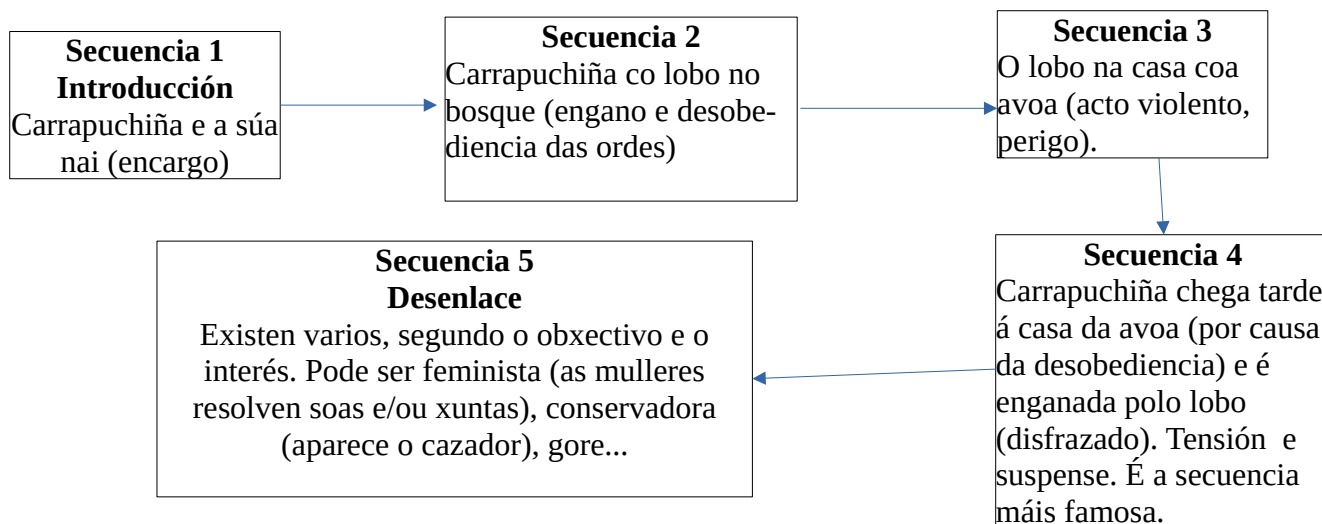 Secuencia 1
Introducción
Carrapuchiña e a súa
nai (encargo)
Secuencia 2
Carrapuchiña co lobo no
bosque (engano e desobe-
diencia das ordes)
Secuencia 3
O lobo na casa coa
avoa (acto violento,
perigo).
Secuencia 4
Carrapuchiña chega tarde
á casa da avoa (por causa
da desobediencia) e é
enganada polo lobo
(disfrazado). Tensión  e
suspense. É a secuencia
máis famosa.
Secuencia 5
Desenlace
Existen varios, segundo o obxectivo e o
interés. Pode ser feminista (as mulleres
resolven soas e/ou xuntas), conservadora
(aparece o cazador), gore...